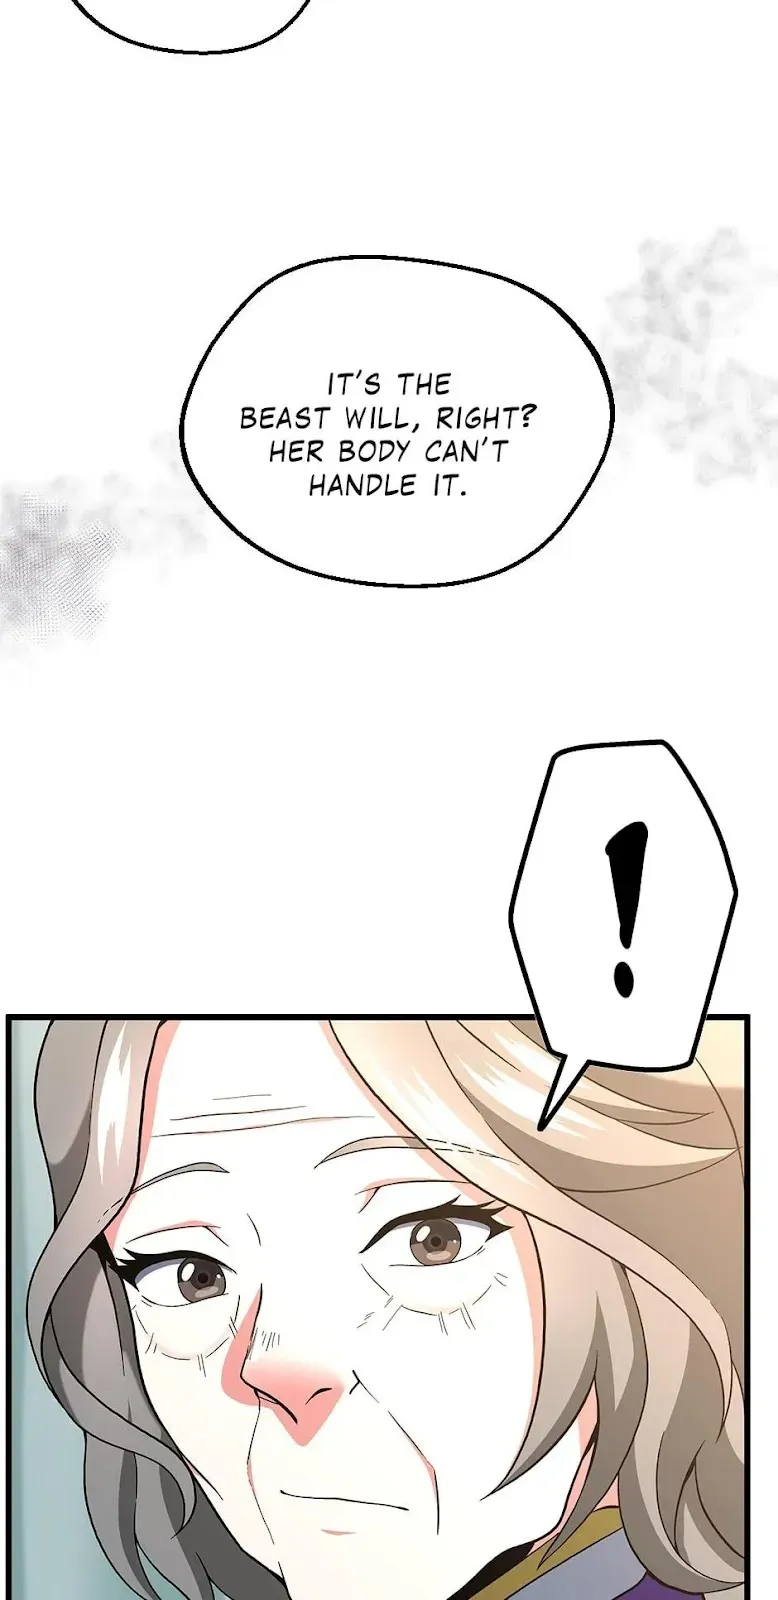 IT'S THE
BEAST WILL, RIGHT?
HER BODY CAN'T
HANDLE IT.
!